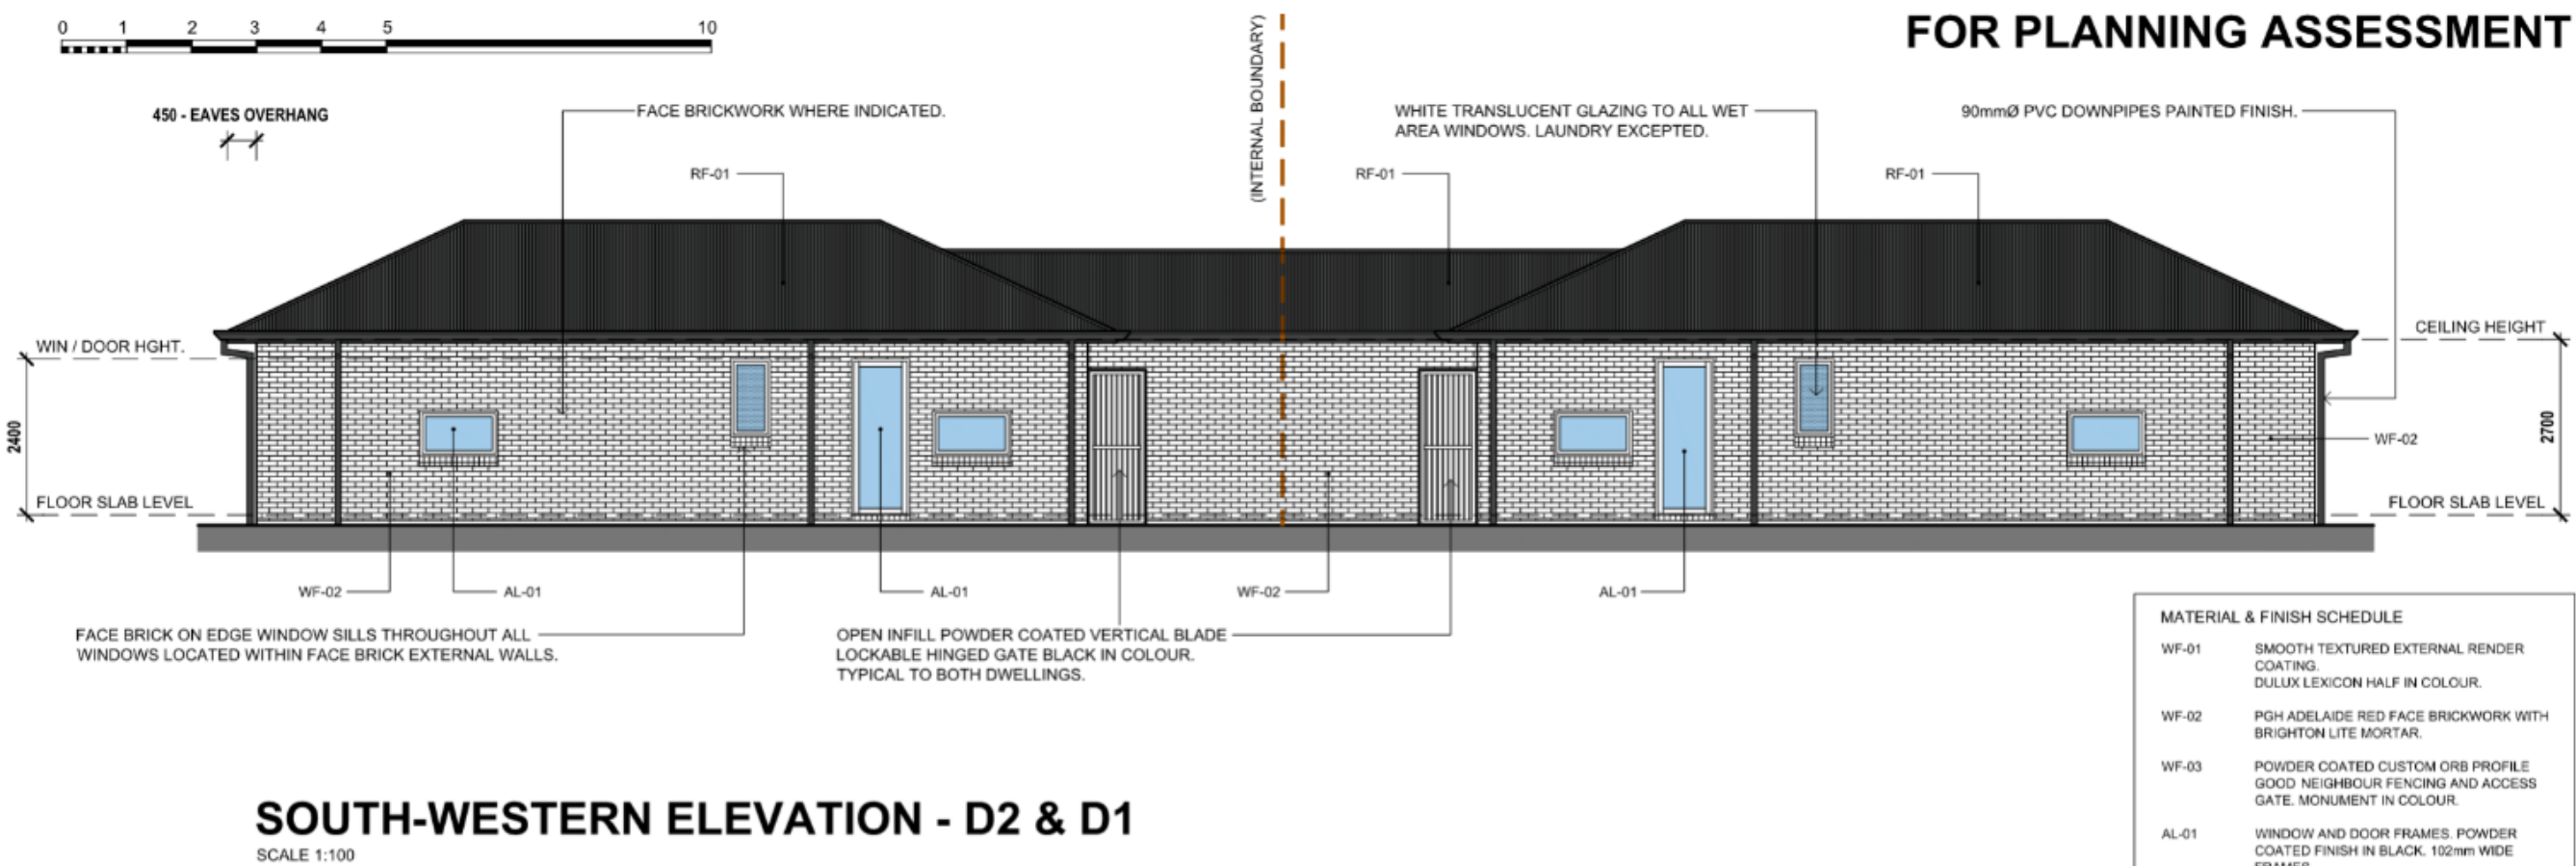 0 1 2 3 4 5 10
FOR PLANNING ASSESSMENT
(INTERNAL BOUNDARY)
450 - EAVES OVERHANG
FACE BRICKWORK WHERE INDICATED.
WHITE TRANSLUCENT GLAZING TO ALL WET
AREA WINDOWS. LAUNDRY EXCEPTED.
90mmØ PVC DOWNPIPES PAINTED FINISH.
RF-01
RF-01
RF-01
WIN / DOOR HGHT.
CEILING HEIGHT
2400
2700
WF-02
FLOOR SLAB LEVEL
FLOOR SLAB LEVEL
WF-02
AL-01
AL-01
WF-02
AL-01
FACE BRICK ON EDGE WINDOW SILLS THROUGHOUT ALL
WINDOWS LOCATED WITHIN FACE BRICK EXTERNAL WALLS.
OPEN INFILL POWDER COATED VERTICAL BLADE
LOCKABLE HINGED GATE BLACK IN COLOUR.
TYPICAL TO BOTH DWELLINGS.
MATERIAL & FINISH SCHEDULE
WF-01 SMOOTH TEXTURED EXTERNAL RENDER
COATING.
DULUX LEXICON HALF IN COLOUR.
WF-02 PGH ADELAIDE RED FACE BRICKWORK WITH
BRIGHTON LITE MORTAR.
WF-03 POWDER COATED CUSTOM ORB PROFILE
GOOD NEIGHBOUR FENCING AND ACCESS
GATE. MONUMENT IN COLOUR.
AL-01 WINDOW AND DOOR FRAMES. POWDER
COATED FINISH IN BLACK. 102mm WIDE
FRAMES
SOUTH-WESTERN ELEVATION - D2 & D1
SCALE 1:100